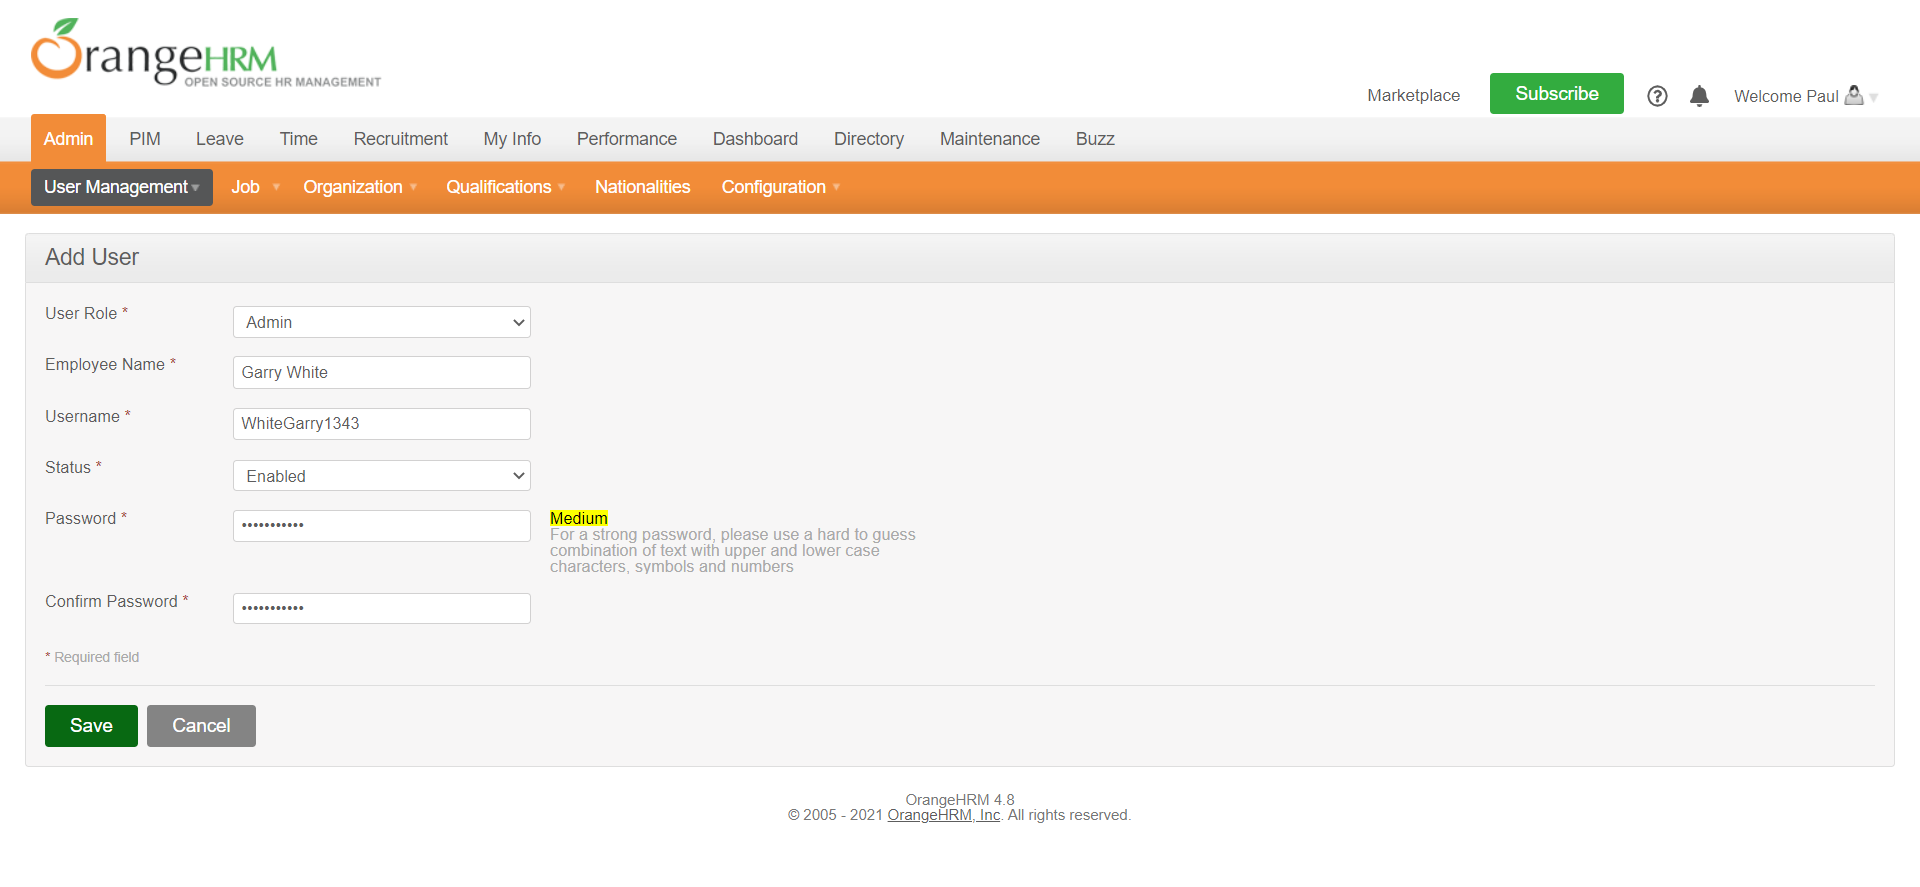 OrangeHRM
OPEN SOURCE HR MANAGEMENT
Marketplace
Subscribe
?
Welcome Paul
Admin PIM Leave Time Recruitment My Info Performance Dashboard Directory Maintenance Buzz
User Management Job Organization Qualifications Nationalities Configuration
Add User
User Role *
Admin
Employee Name *
Garry White
Username *
WhiteGarry1343
Status *
Enabled
Password *
•••••••••••
Medium
For a strong password, please use a hard to guess
combination of text with upper and lower case
characters, symbols and numbers
Confirm Password *
•••••••••••
* Required field
Save Cancel
OrangeHRM 4.8
© 2005 - 2021 OrangeHRM, Inc. All rights reserved.